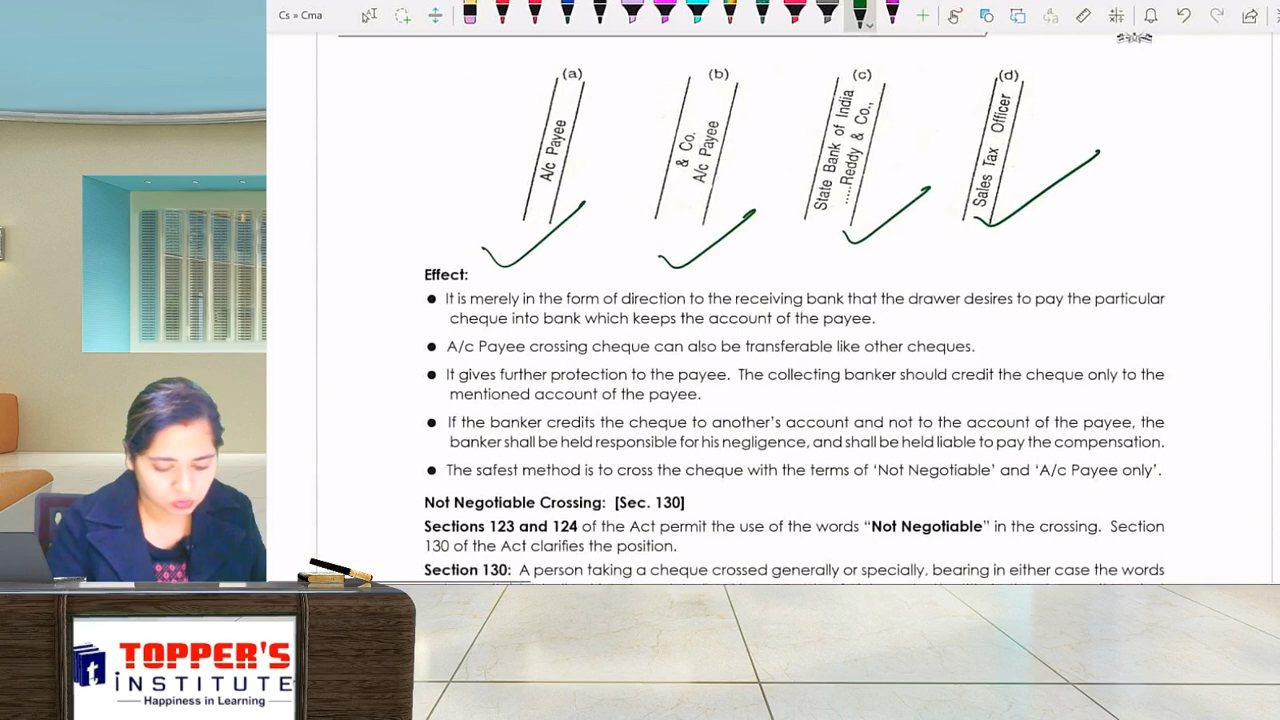 Cs » Cma
(a)
A/c Payee
(b)
& Co.
A/c Payee
(c)
State Bank of India
......Reddy & Co.,
(d)
Sales Tax Officer
Effect:
● It is merely in the form of direction to the receiving bank that the drawer desires to pay the particular
cheque into bank which keeps the account of the payee.
● A/c Payee crossing cheque can also be transferable like other cheques.
● It gives further protection to the payee. The collecting banker should credit the cheque only to the
mentioned account of the payee.
● If the banker credits the cheque to another's account and not to the account of the payee, the
banker shall be held responsible for his negligence, and shall be held liable to pay the compensation.
● The safest method is to cross the cheque with the terms of 'Not Negotiable' and 'A/c Payee only'.
Not Negotiable Crossing: [Sec. 130]
Sections 123 and 124 of the Act permit the use of the words "Not Negotiable" in the crossing. Section
130 of the Act clarifies the position.
Section 130: A person taking a cheque crossed generally or specially, bearing in either case the words
t
TOPPER'S
INSTITUTE
Happiness in Learning